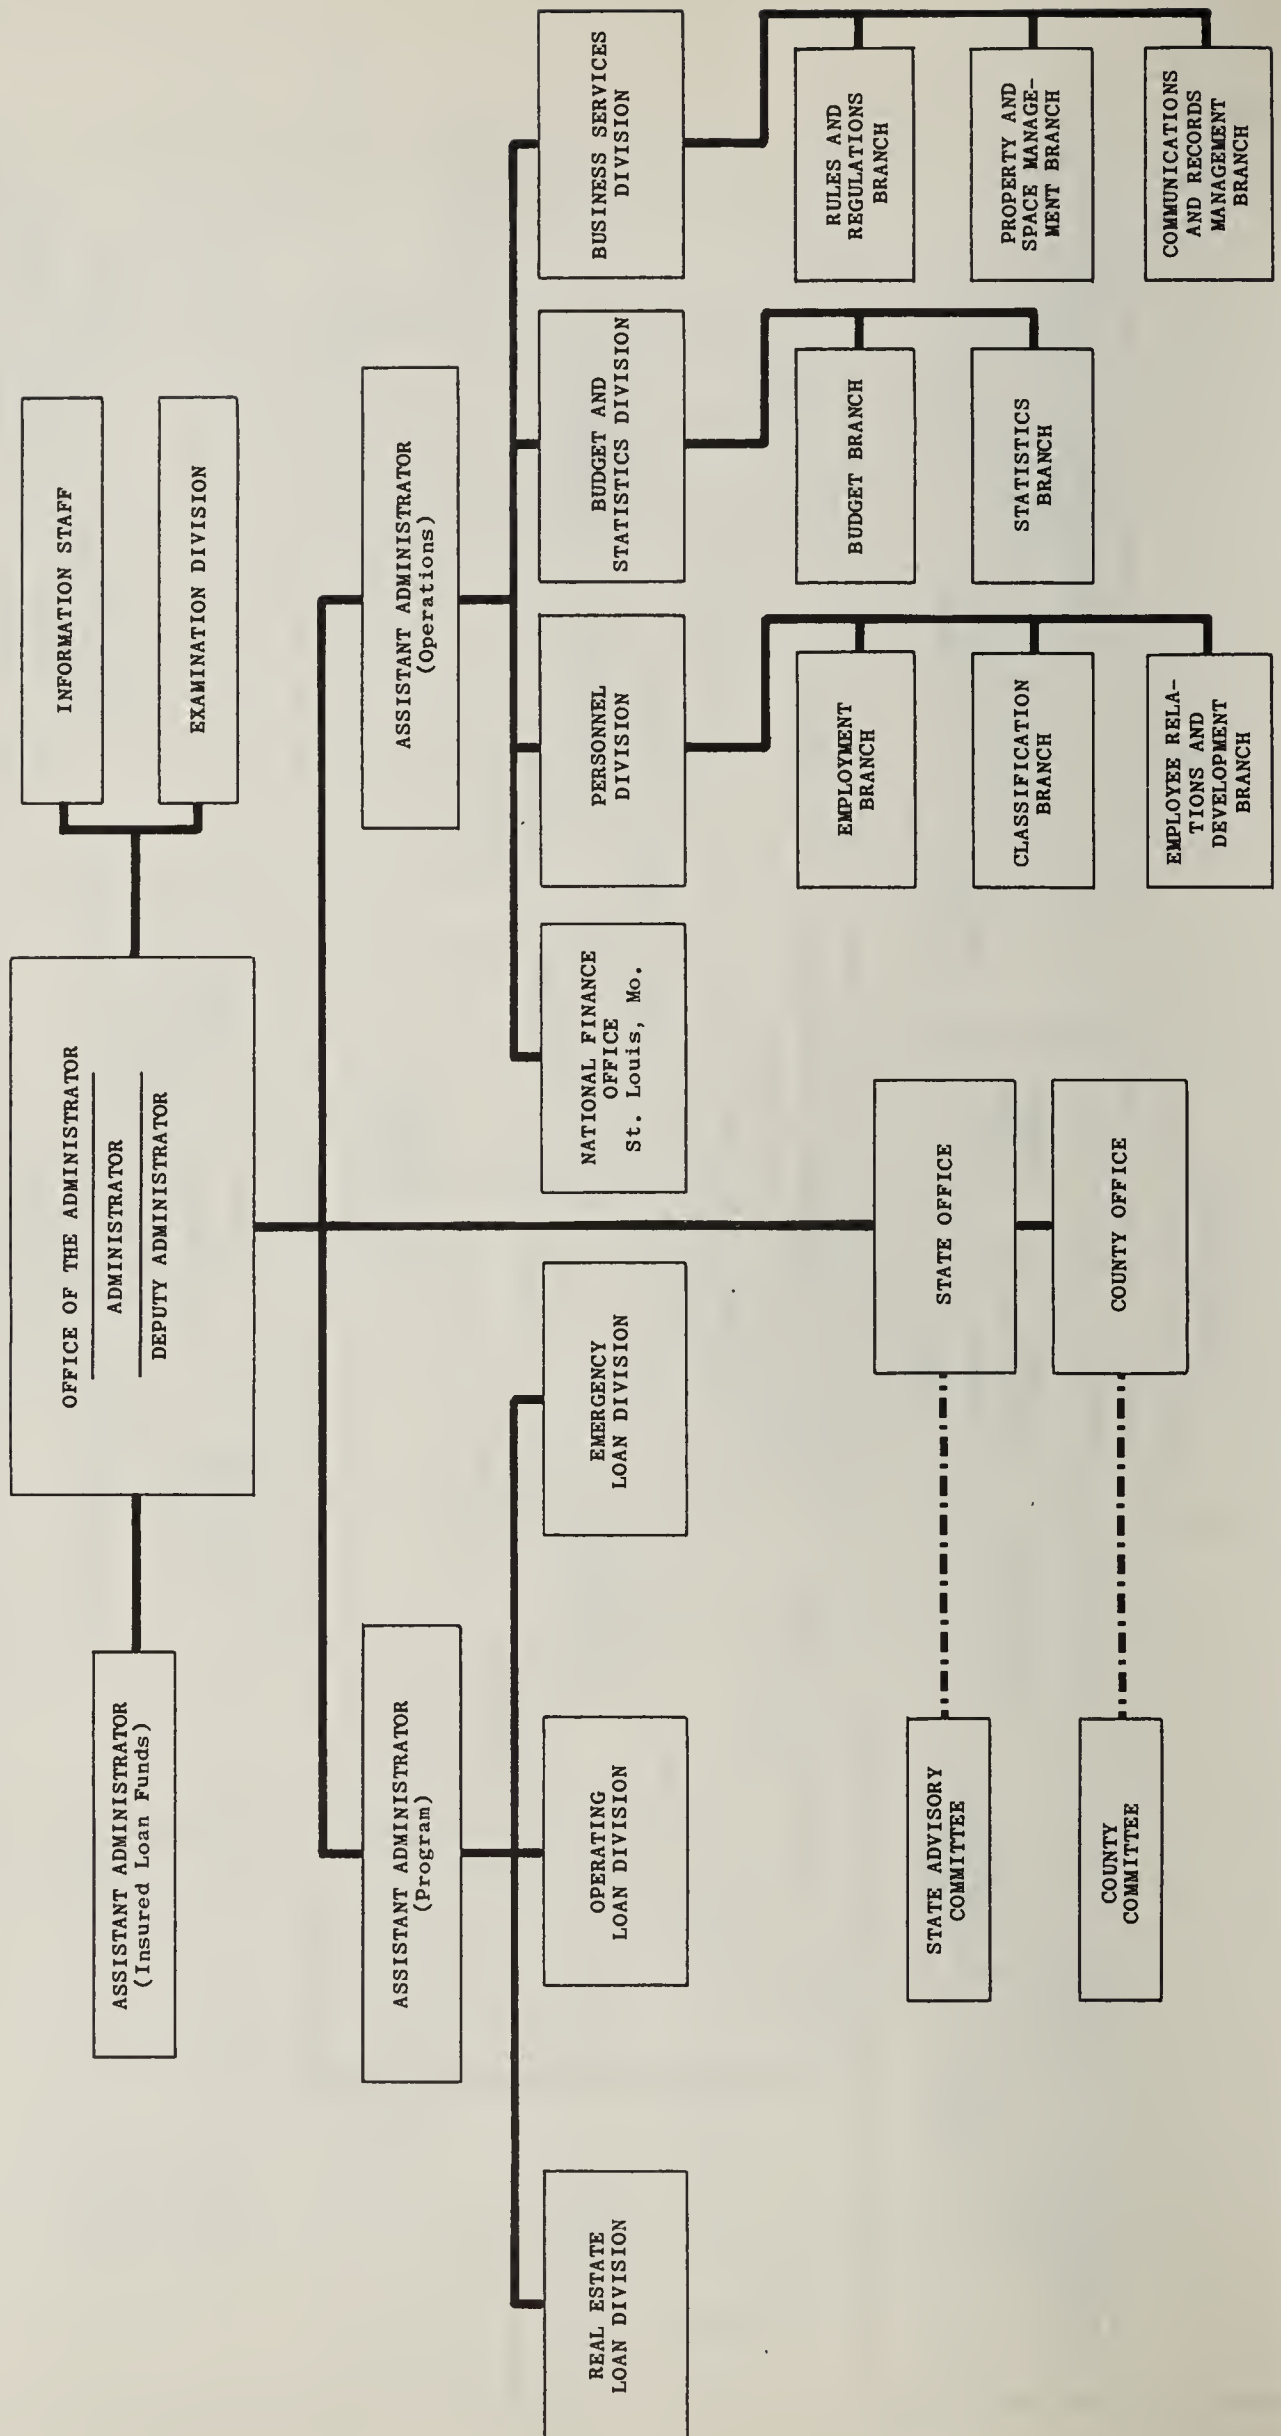 OFFICE OF THE ADMINISTRATOR
ADMINISTRATOR
DEPUTY ADMINISTRATOR
ASSISTANT ADMINISTRATOR
(Insured Loan Funds)
INFORMATION STAFF
EXAMINATION DIVISION
ASSISTANT ADMINISTRATOR
(Program)
ASSISTANT ADMINISTRATOR
(Operations)
REAL ESTATE
LOAN DIVISION
OPERATING
LOAN DIVISION
EMERGENCY
LOAN DIVISION
NATIONAL FINANCE
OFFICE
St. Louis, Mo.
PERSONNEL
DIVISION
BUDGET AND
STATISTICS DIVISION
BUSINESS SERVICES
DIVISION
EMPLOYMENT
BRANCH
CLASSIFICATION
BRANCH
EMPLOYEE RELA-
TIONS AND
DEVELOPMENT
BRANCH
BUDGET BRANCH
STATISTICS
BRANCH
RULES AND
REGULATIONS
BRANCH
PROPERTY AND
SPACE MANAGE-
MENT BRANCH
COMMUNICATIONS
AND RECORDS
MANAGEMENT
BRANCH
STATE ADVISORY
COMMITTEE
STATE OFFICE
COUNTY
COMMITTEE
COUNTY OFFICE